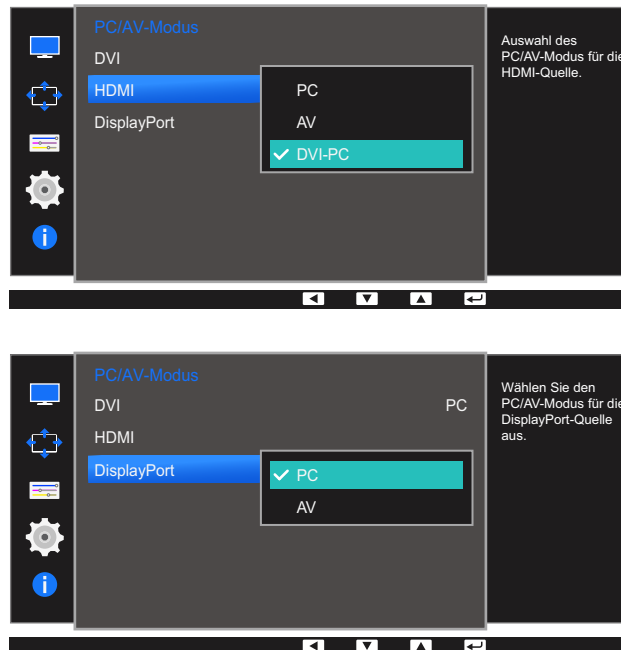 PC/AV-Modus
DVI
HDMI
DisplayPort
PC
AV
DVI-PC
Auswahl des
PC/AV-Modus für die
HDMI-Quelle.
i
PC/AV-Modus
DVI PC
HDMI
DisplayPort
PC
AV
Wählen Sie den
PC/AV-Modus für die
DisplayPort-Quelle
aus.
i